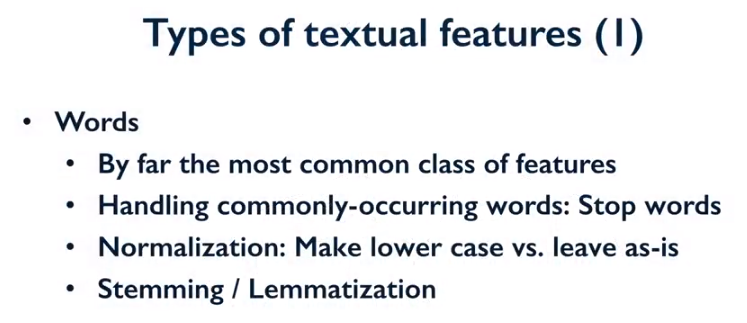 Types of textual features (1)
• Words
• By far the most common class of features
• Handling commonly-occurring words: Stop words
• Normalization: Make lower case vs. leave as-is
• Stemming / Lemmatization